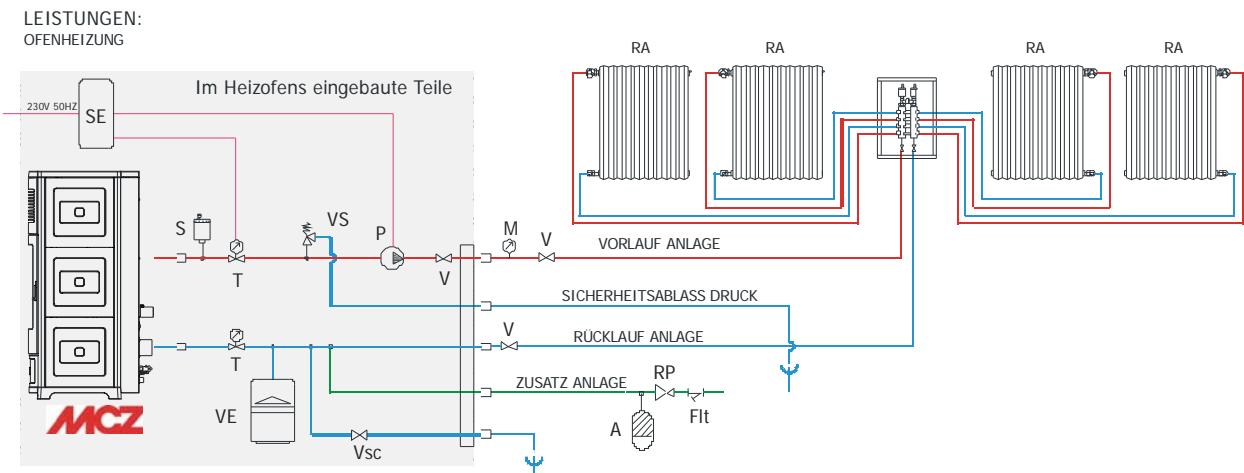 LEISTUNGEN:
OFENHEIZUNG
RA
RA
RA
RA
Im Heizofens eingebaute Teile
230V 50HZ
SE
S
VS
P
M
V
VORLAUF ANLAGE
T
V
SICHERHEITSABLASS DRUCK
V
RÜCKLAUF ANLAGE
T
ZUSATZ ANLAGE
RP
VE
A
Flt
MCZ
Vsc